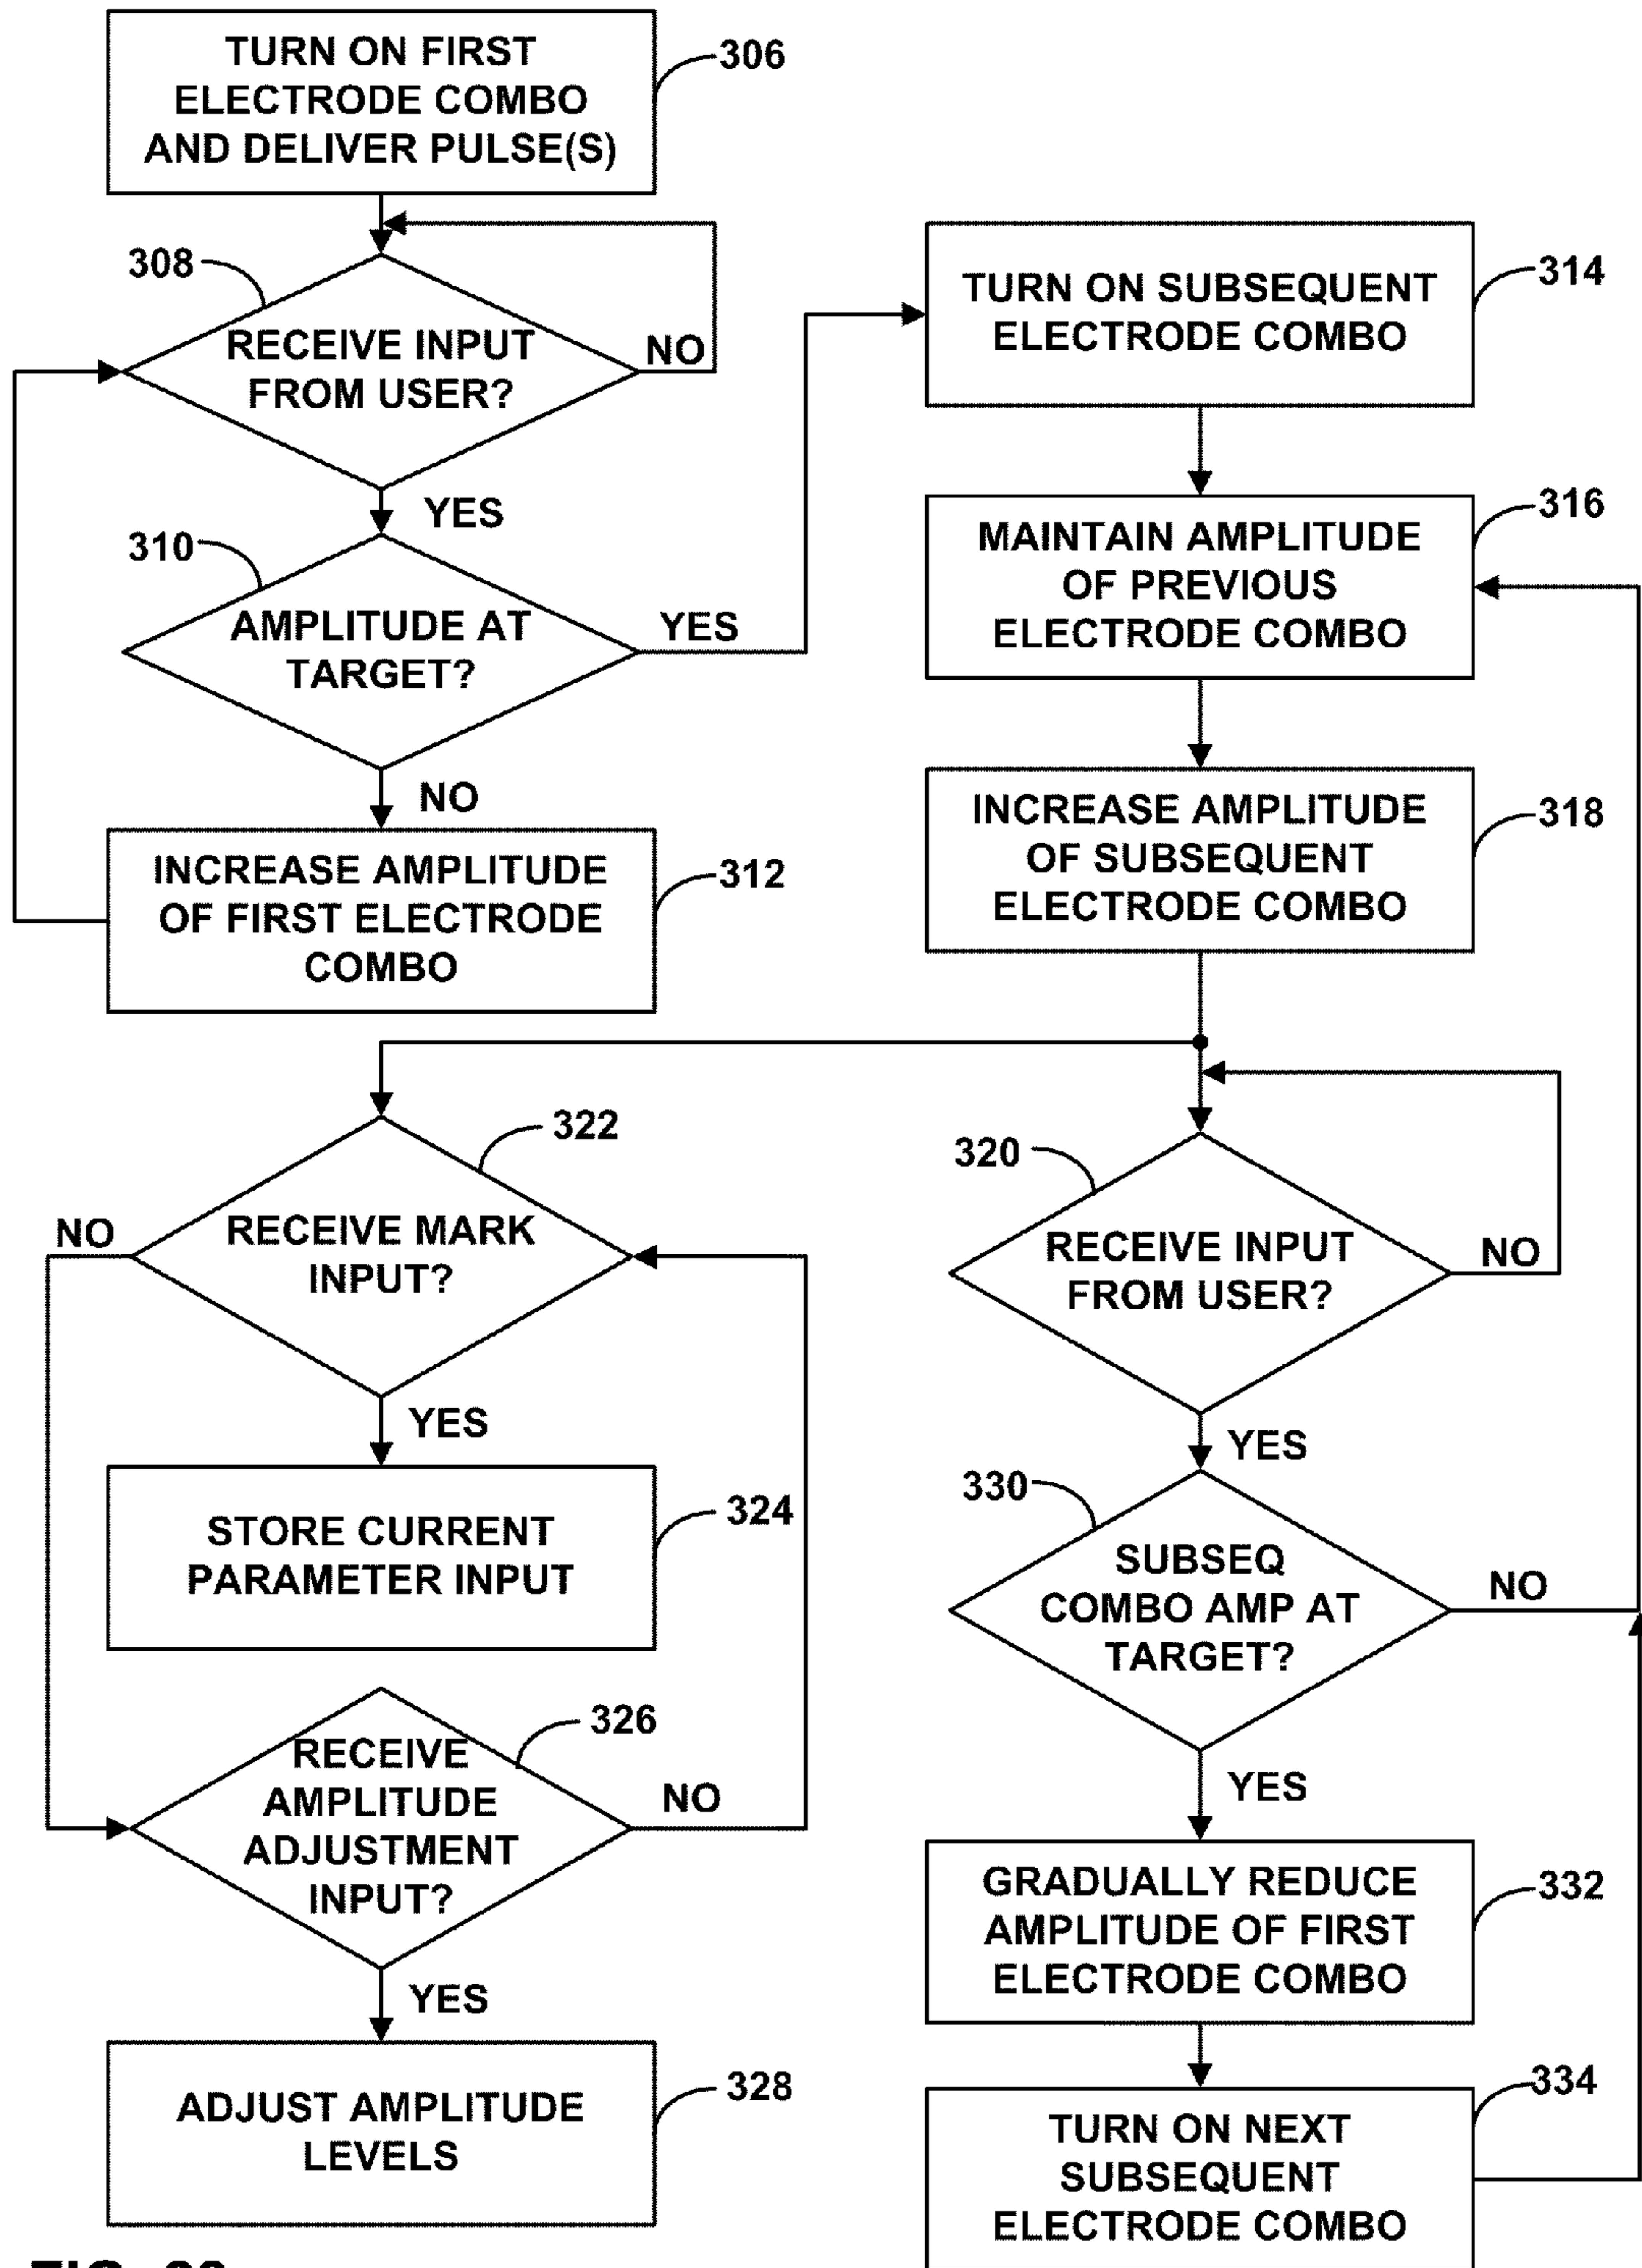 TURN ON FIRST
ELECTRODE COMBO
AND DELIVER PULSE(S)
306
308
RECEIVE INPUT
FROM USER?
NO
YES
310
AMPLITUDE AT
TARGET?
YES
NO
INCREASE AMPLITUDE
OF FIRST ELECTRODE
COMBO
312
TURN ON SUBSEQUENT
ELECTRODE COMBO
314
MAINTAIN AMPLITUDE
OF PREVIOUS
ELECTRODE COMBO
316
INCREASE AMPLITUDE
OF SUBSEQUENT
ELECTRODE COMBO
318
322
RECEIVE MARK
INPUT?
NO
YES
STORE CURRENT
PARAMETER INPUT
324
326
RECEIVE
AMPLITUDE
ADJUSTMENT
INPUT?
NO
YES
ADJUST AMPLITUDE
LEVELS
328
320
RECEIVE INPUT
FROM USER?
NO
YES
330
SUBSEQ
COMBO AMP AT
TARGET?
NO
YES
GRADUALLY REDUCE
AMPLITUDE OF FIRST
ELECTRODE COMBO
332
TURN ON NEXT
SUBSEQUENT
ELECTRODE COMBO
334